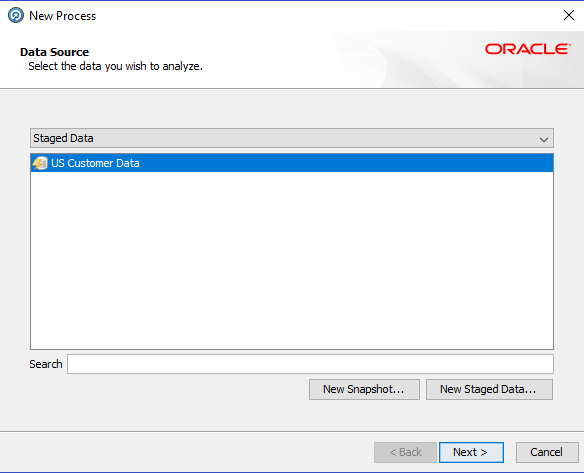 New Process
Data Source
Select the data you wish to analyze.
ORACLE
Staged Data
US Customer Data
Search
New Snapshot...
New Staged Data...
< Back
Next >
Cancel